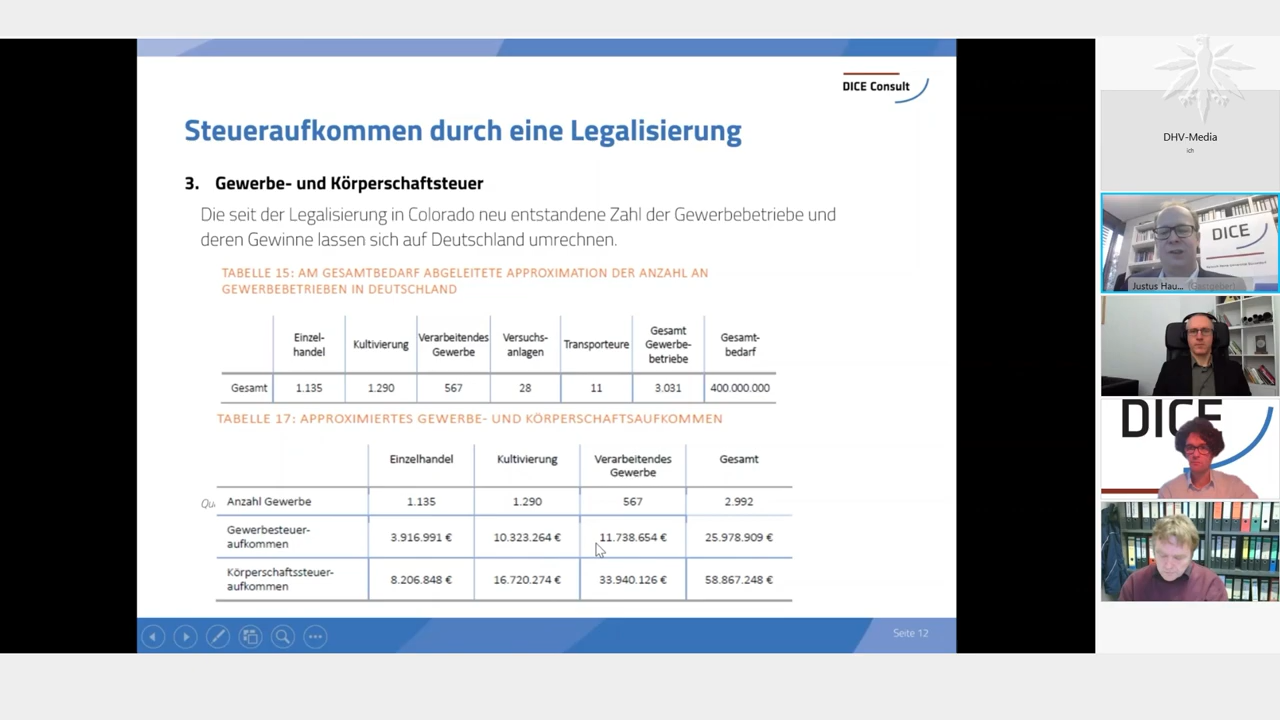 DICE Consult
Steueraufkommen durch eine Legalisierung
3. Gewerbe- und Körperschaftsteuer
Die seit der Legalisierung in Colorado neu entstandene Zahl der Gewerbebetriebe und
deren Gewinne lassen sich auf Deutschland umrechnen.
TABELLE 15: AM GESAMTBEDARF ABGELEITETE APPROXIMATION DER ANZAHL AN
GEWERBEBETRIEBEN IN DEUTSCHLAND
Einzel-
handel
Kultivierung
Verarbeitendes
Gewerbe
Versuchs-
anlagen
Transporteure
Gesamt
Gewerbe-
betriebe
Gesamt-
bedarf
Gesamt 1.135 1.290 567 28 11 3.031 400.000.000
TABELLE 17: APPROXIMIERTES GEWERBE- UND KÖRPERSCHAFTSAUFKOMMEN
Einzelhandel
Kultivierung
Verarbeitendes
Gewerbe
Gesamt
Qu
Anzahl Gewerbe 1.135 1.290 567 2.992
Gewerbesteuer-
aufkommen
3.916.991 € 10.323.264 € 11.738.654 € 25.978.909 €
Körperschaftssteuer-
aufkommen
8.206.848 € 16.720.274 € 33.940.126 € 58.867.248 €
Seite 12
DHV-Media
Ich
DICE
Justus Hau... (Gastgeber)
DICE